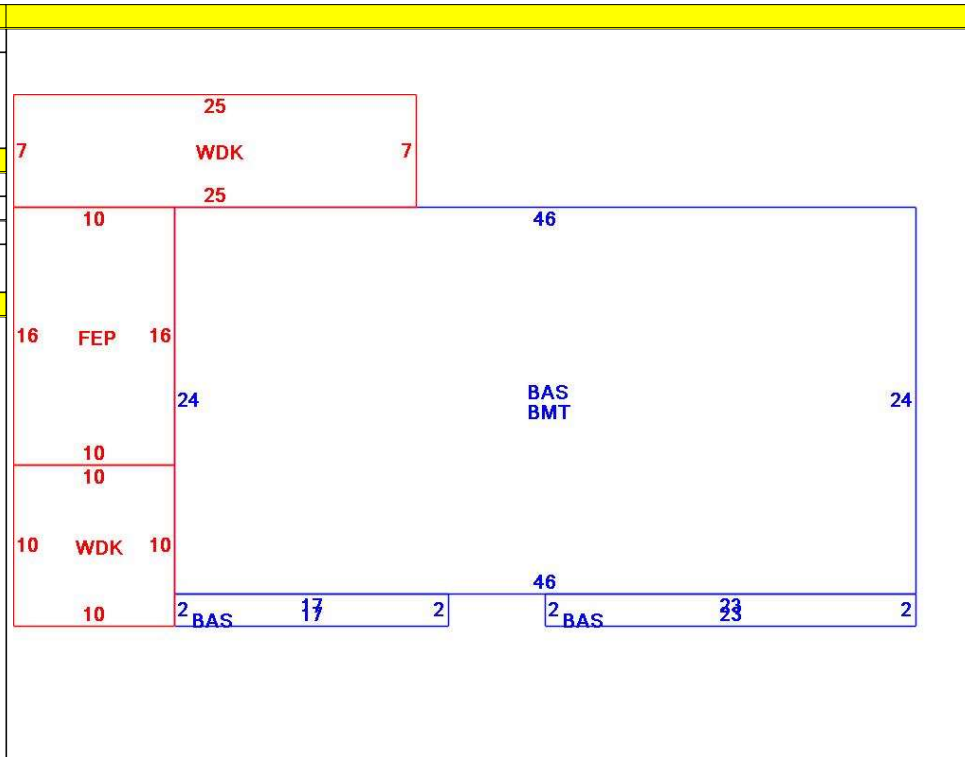 25
7 WDK 7
25
10 46
16 FEP 16
BAS
24 24
BMT
10
10
10 WDK 10
46
17 23
2 2 2 2
10 17 23
BAS BAS